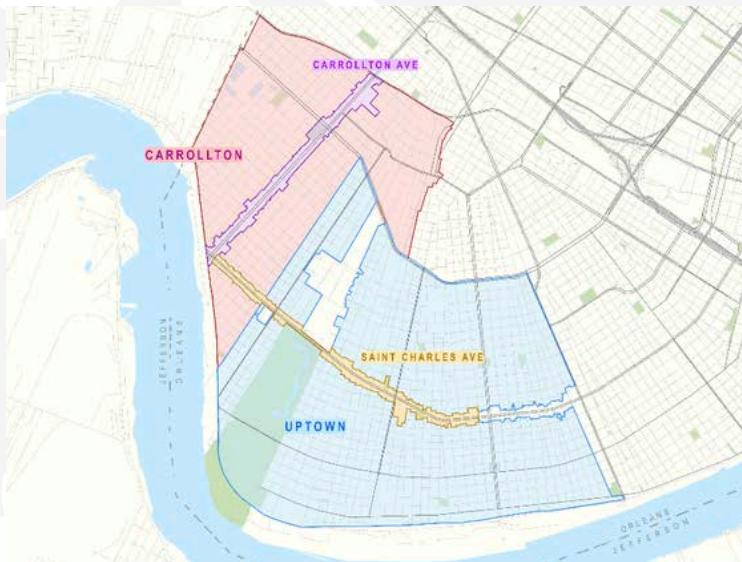 CARROLLTON AVE
CARROLLTON
SAINT CHARLES AVE
UPTOWN
ORLEANS
JEFFERSON
ORLEANS
JEFFERSON